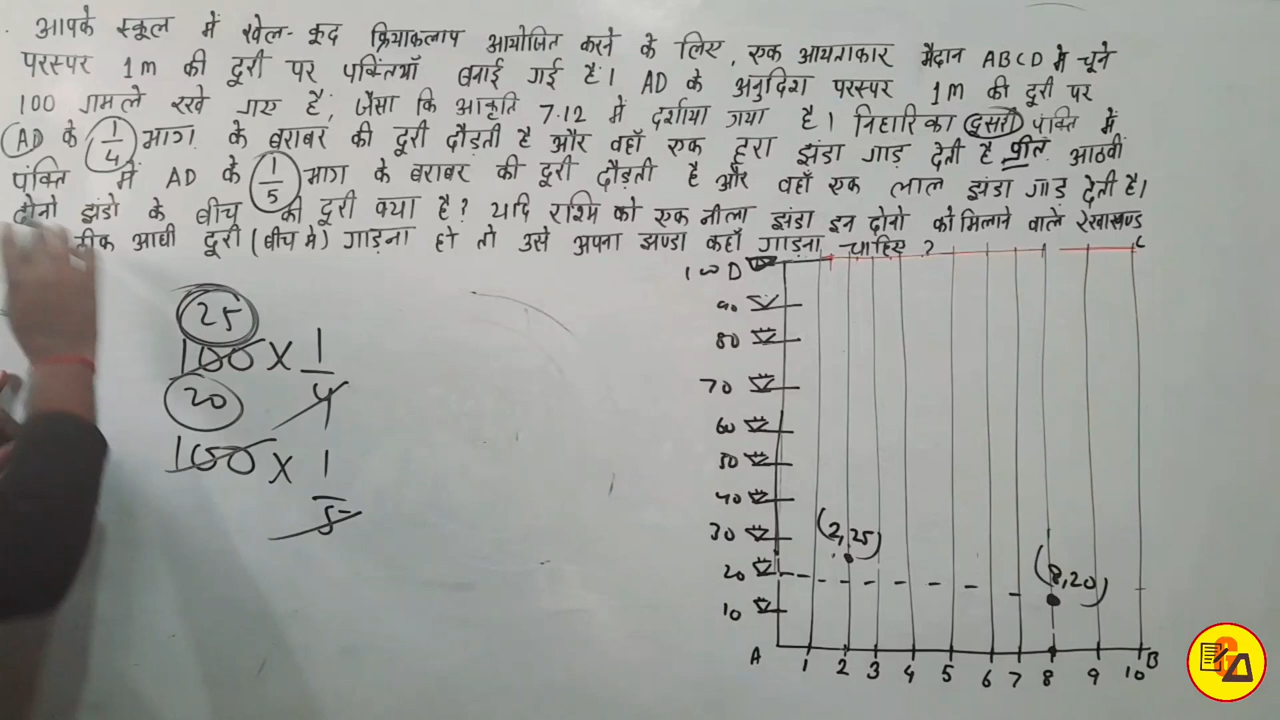 आपके स्कूल में खेल-कूद क्रियाकलाप आयोजित करने के लिए, एक आयताकार मैदान ABCD मे चूने
परस्पर 1m की दूरी पर पक्तियाँ बनाई गई हैं। AD के अनुदिश परस्पर 1m की दूरी पर
100 गमले रखे गए हैं, जैसा कि आकृति 7.12 में दर्शाया गया है। निहारिका दूसरी पंक्ति में
AD के 1/4 भाग के बराबर की दूरी दौड़ती है और वहाँ एक हरा झंडा गाड़ देती है प्रीत आठवीं
पंक्ति में AD के 1/5 भाग के बराबर की दूरी दौड़ती है और वहाँ एक लाल झंडा गाड़ देती है।
दोनो झंडो के बीच की दूरी क्या है? यदि रश्मि को एक नीला झंडा इन दोनो को मिलाने वाले रेखाखण्ड
ठीक आधी दूरी (बीच मे) गाड़ना हो तो उसे अपना झण्डा कहाँ गाड़ना चाहिए?
25
100 x 1/4
20
100 x 1/5
100 D C
90
80
70
60
50
40
30 (2,25)
20 (8,20)
10
A B
1 2 3 4 5 6 7 8 9 10